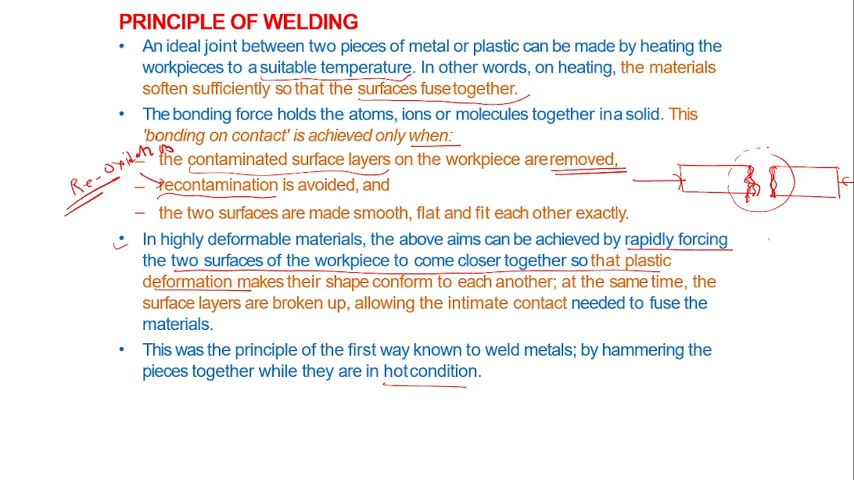 PRINCIPLE OF WELDING
• An ideal joint between two pieces of metal or plastic can be made by heating the
workpieces to a suitable temperature. In other words, on heating, the materials
soften sufficiently so that the surfaces fuse together.
• The bonding force holds the atoms, ions or molecules together in a solid. This
'bonding on contact' is achieved only when:
– the contaminated surface layers on the workpiece are removed,
Re-oxidation
– recontamination is avoided, and
– the two surfaces are made smooth, flat and fit each other exactly.
• In highly deformable materials, the above aims can be achieved by rapidly forcing
the two surfaces of the workpiece to come closer together so that plastic
deformation makes their shape conform to each another; at the same time, the
surface layers are broken up, allowing the intimate contact needed to fuse the
materials.
• This was the principle of the first way known to weld metals; by hammering the
pieces together while they are in hot condition.